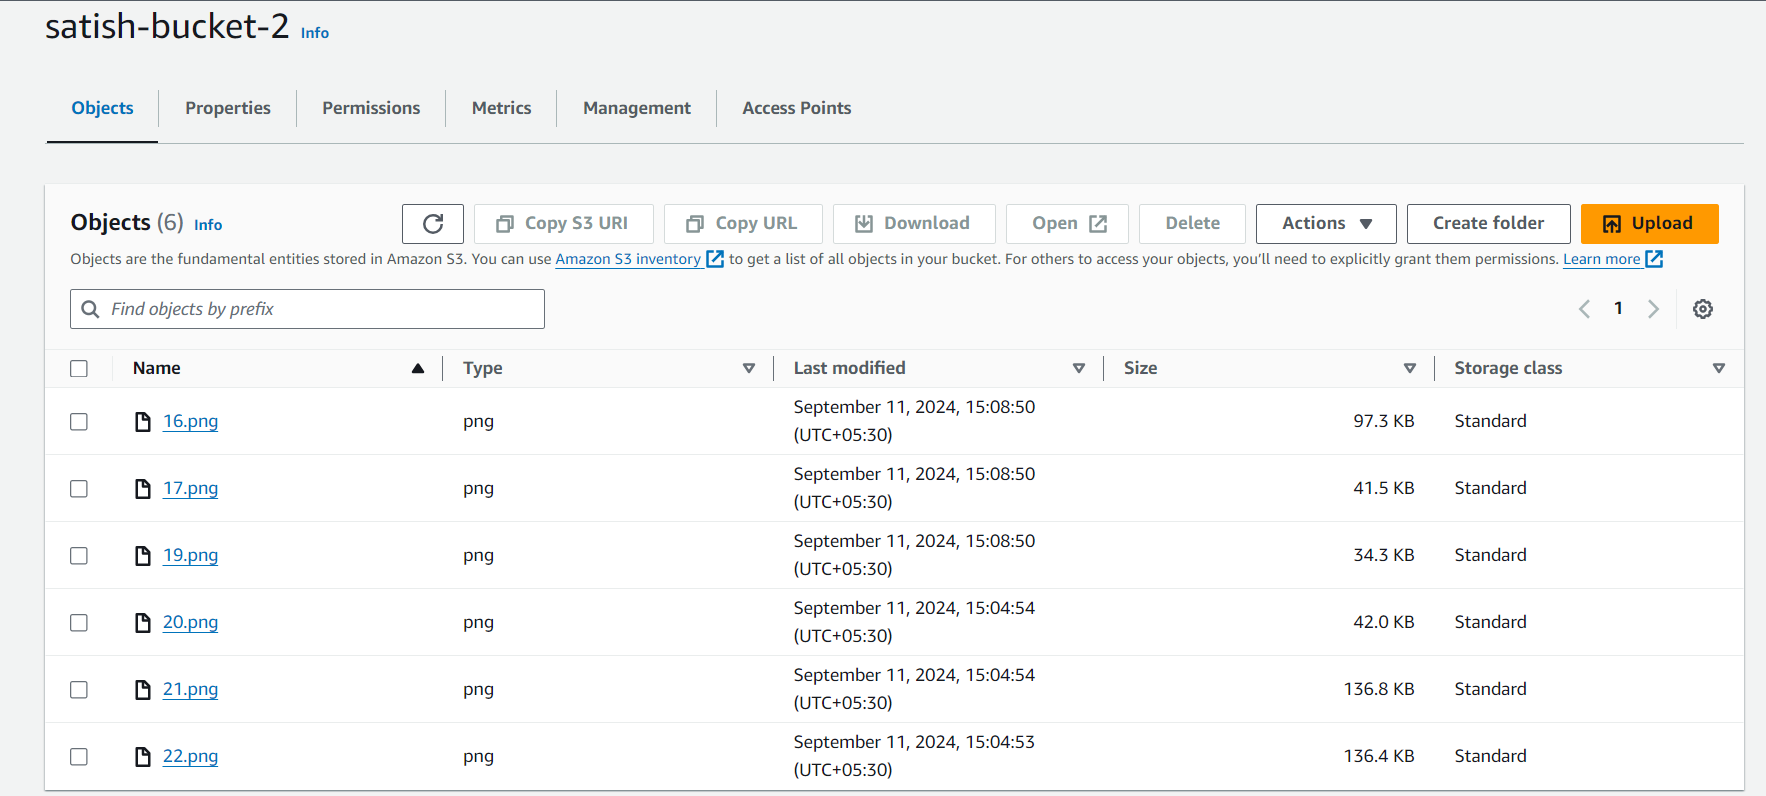 satish-bucket-2 Info
Objects Properties Permissions Metrics Management Access Points
Objects (6) Info Copy S3 URI Copy URL Download Open Delete Actions Create folder Upload
Objects are the fundamental entities stored in Amazon S3. You can use Amazon S3 inventory to get a list of all objects in your bucket. For others to access your objects, you'll need to explicitly grant them permissions. Learn more
Find objects by prefix 1
Name Type Last modified Size Storage class
16.png png September 11, 2024, 15:08:50 (UTC+05:30) 97.3 KB Standard
17.png png September 11, 2024, 15:08:50 (UTC+05:30) 41.5 KB Standard
19.png png September 11, 2024, 15:08:50 (UTC+05:30) 34.3 KB Standard
20.png png September 11, 2024, 15:04:54 (UTC+05:30) 42.0 KB Standard
21.png png September 11, 2024, 15:04:54 (UTC+05:30) 136.8 KB Standard
22.png png September 11, 2024, 15:04:53 (UTC+05:30) 136.4 KB Standard